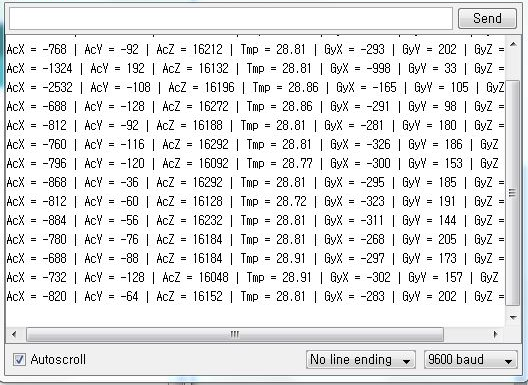 Send
AcX = -768 | AcY = -92 | AcZ = 16212 | Tmp = 28.81 | GyX = -293 | GyY = 202 | GyZ =
AcX = -1324 | AcY = 192 | AcZ = 16132 | Tmp = 28.81 | GyX = -998 | GyY = 33 | GyZ =
AcX = -2532 | AcY = -108 | AcZ = 16196 | Tmp = 28.86 | GyX = -165 | GyY = 105 | GyZ
AcX = -688 | AcY = -128 | AcZ = 16272 | Tmp = 28.86 | GyX = -291 | GyY = 98 | GyZ =
AcX = -812 | AcY = -92 | AcZ = 16188 | Tmp = 28.81 | GyX = -281 | GyY = 180 | GyZ =
AcX = -760 | AcY = -116 | AcZ = 16292 | Tmp = 28.81 | GyX = -326 | GyY = 186 | GyZ
AcX = -796 | AcY = -120 | AcZ = 16092 | Tmp = 28.77 | GyX = -300 | GyY = 153 | GyZ
AcX = -868 | AcY = -36 | AcZ = 16292 | Tmp = 28.81 | GyX = -295 | GyY = 185 | GyZ =
AcX = -812 | AcY = -60 | AcZ = 16128 | Tmp = 28.72 | GyX = -323 | GyY = 191 | GyZ =
AcX = -884 | AcY = -56 | AcZ = 16232 | Tmp = 28.81 | GyX = -311 | GyY = 144 | GyZ =
AcX = -780 | AcY = -76 | AcZ = 16184 | Tmp = 28.81 | GyX = -268 | GyY = 205 | GyZ =
AcX = -688 | AcY = -88 | AcZ = 16184 | Tmp = 28.91 | GyX = -297 | GyY = 173 | GyZ =
AcX = -732 | AcY = -128 | AcZ = 16048 | Tmp = 28.91 | GyX = -302 | GyY = 157 | GyZ
AcX = -820 | AcY = -64 | AcZ = 16152 | Tmp = 28.81 | GyX = -283 | GyY = 202 | GyZ =
Autoscroll
No line ending
9600 baud